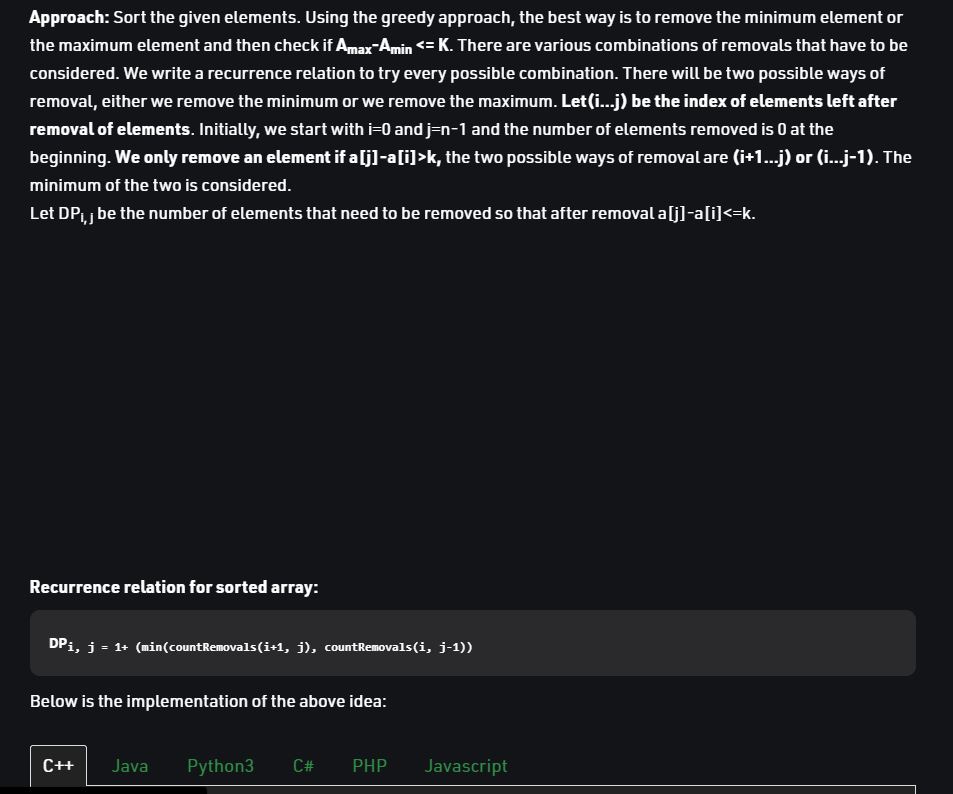 Approach: Sort the given elements. Using the greedy approach, the best way is to remove the minimum element or
the maximum element and then check if Amax-Amin <= K. There are various combinations of removals that have to be
considered. We write a recurrence relation to try every possible combination. There will be two possible ways of
removal, either we remove the minimum or we remove the maximum. Let(i…j) be the index of elements left after
removal of elements. Initially, we start with i=0 and j=n-1 and the number of elements removed is 0 at the
beginning. We only remove an element if a[j]-a[i]>k, the two possible ways of removal are (i+1…j) or (i…j-1). The
minimum of the two is considered.
Let DPi, j be the number of elements that need to be removed so that after removal a[j]-a[i]<=k.
Recurrence relation for sorted array:
DPi, j = 1+ (min(countRemovals(i+1, j), countRemovals(i, j-1))
Below is the implementation of the above idea:
C++ Java Python3 C# PHP Javascript